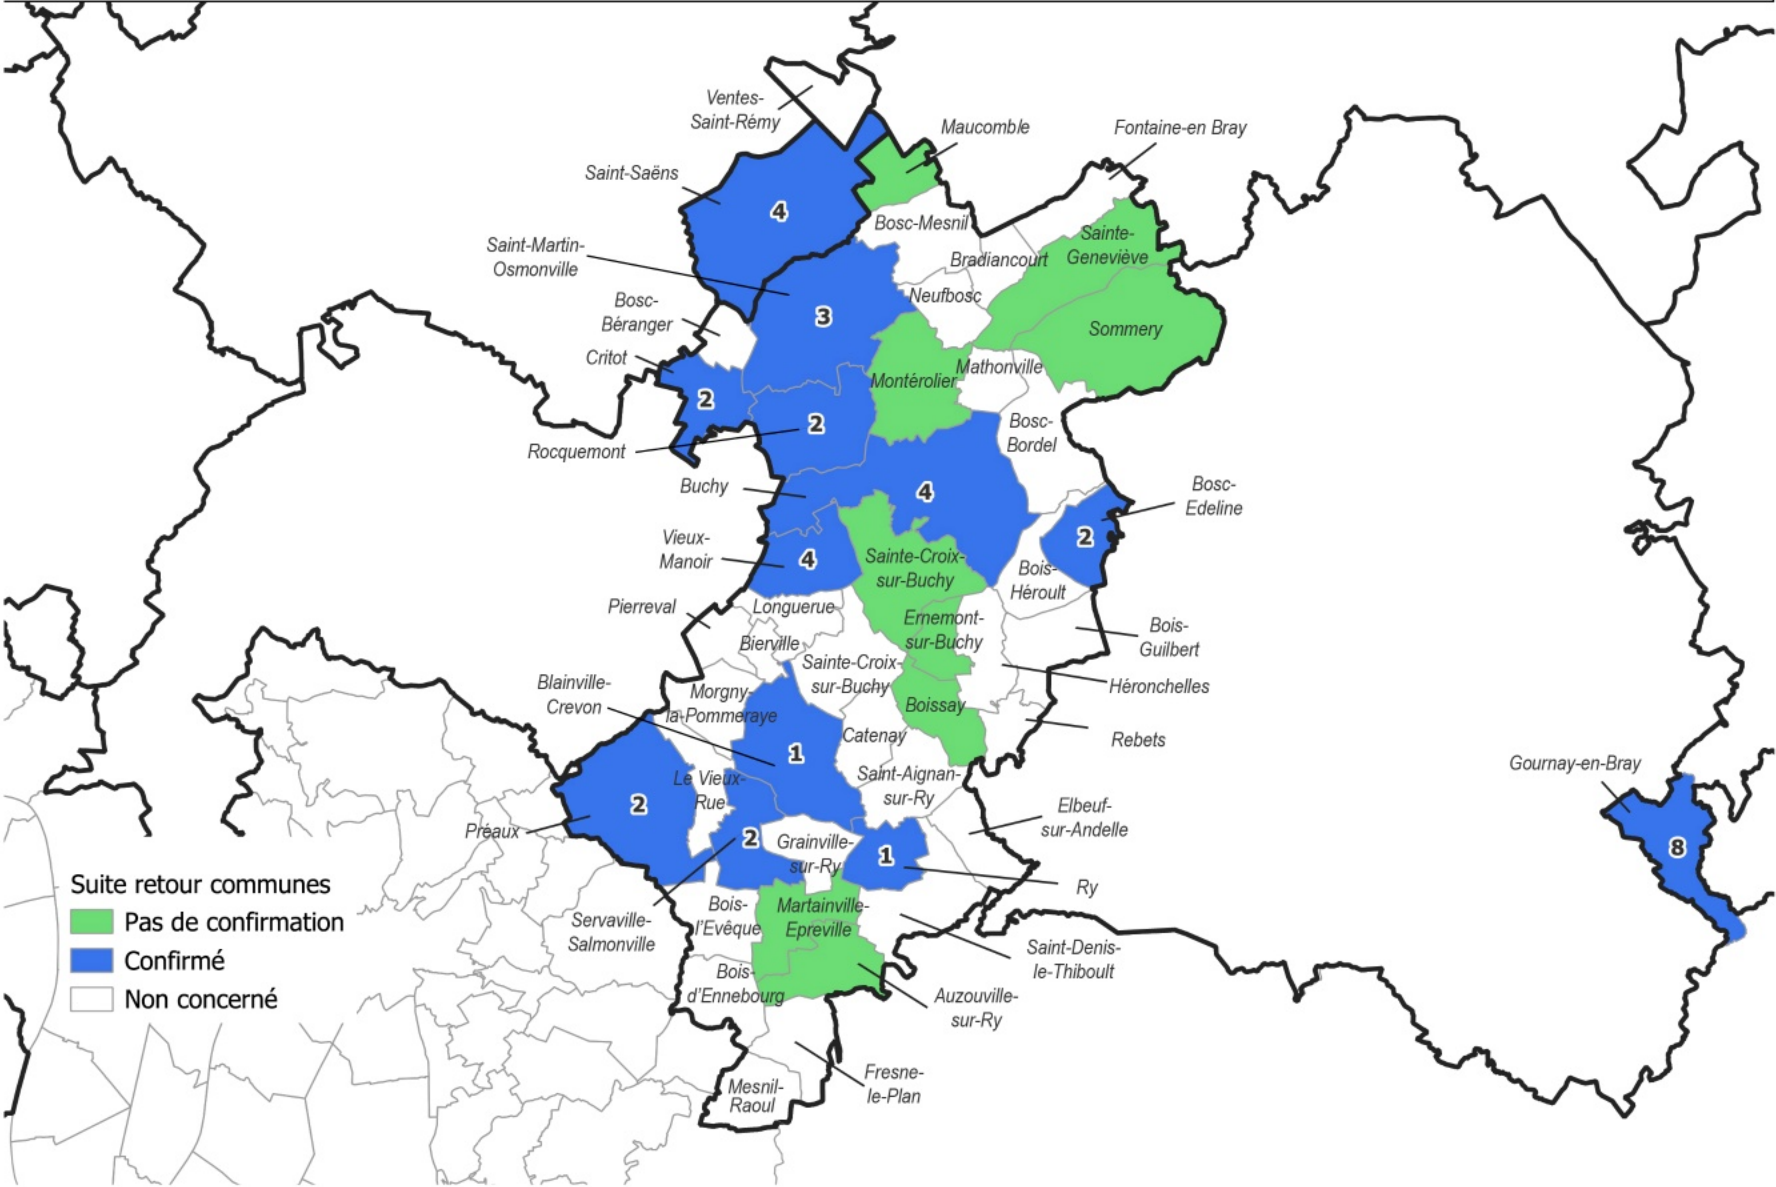 Ventes-
Saint-Rémy
Maucomble
Fontaine-en Bray
Saint-Saëns
4
Bosc-Mesnil
Sainte-
Geneviève
Saint-Martin-
Osmonville
Bradiancourt
Neufbosc
Bosc-
Béranger
3
Sommery
Critot
2
Montérolier
Mathonville
Rocquemont
2
Bosc-
Bordel
Buchy
4
Bosc-
Edeline
2
Vieux-
Manoir
4
Sainte-Croix-
sur-Buchy
Bois-
Héroult
Pierreval
Longuerue
Ernemont-
sur-Buchy
Bois-
Guilbert
Bierville
Sainte-Croix-
sur-Buchy
Héronchelles
Blainville-
Crevon
Morgny-
la-Pommeraye
Boissay
Catenay
Rebets
1
Gournay-en-Bray
8
Le Vieux-
Rue
Saint-Aignan-
sur-Ry
Préaux
2
Elbeuf-
sur-Andelle
2
Grainville-
sur-Ry
1
Ry
Servaville-
Salmonville
Bois-
l'Evêque
Martainville-
Epreville
Saint-Denis-
le-Thiboult
Bois-
d'Ennebourg
Auzouville-
sur-Ry
Fresne-
le-Plan
Mesnil-
Raoul
Suite retour communes
Pas de confirmation
Confirmé
Non concerné